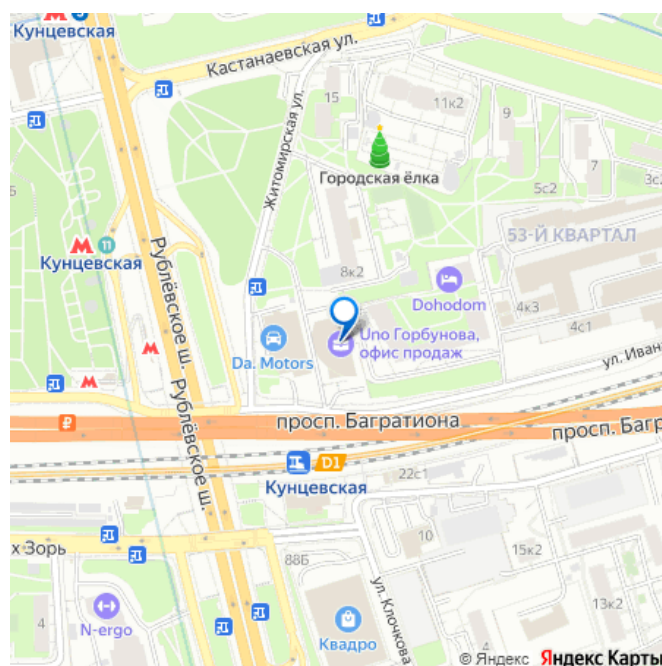 Кунцевская
Кастанаевская ул.
15
11к2
9
Житомирская ул.
Городская ёлка
7
5с2
3с2
53-Й КВАРТАЛ
11
Кунцевская
Рублёвское ш.
8к2
Dohodom
4к3
4с1
Uno Горбунова,
офис продаж
Da. Motors
ул. Иван
Рублёвское ш.
просп. Багратиона
просп. Баг
D1
Кунцевская
22с1
х Зорь
88Б
10
15к2
ул. Клочкова
4
N-ergo
Квадро
13к2
© Яндекс Яндекс Карты